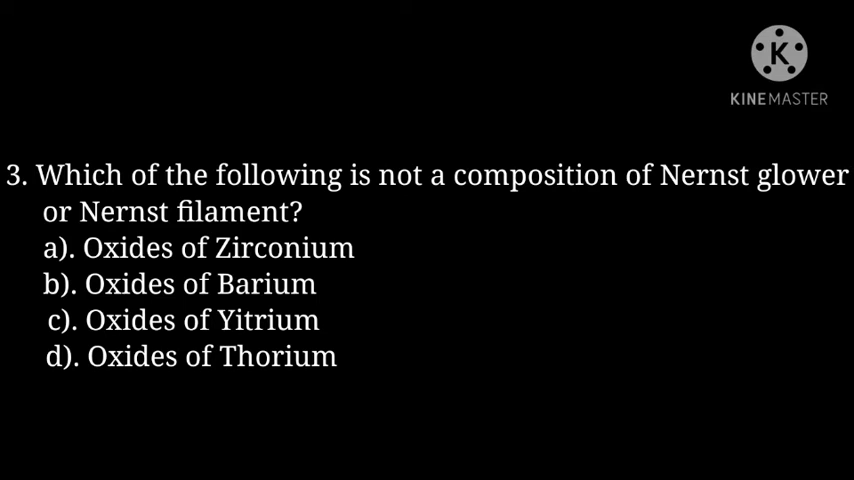 K
KINEMASTER
3. Which of the following is not a composition of Nernst glower
or Nernst filament?
a). Oxides of Zirconium
b). Oxides of Barium
c). Oxides of Yitrium
d). Oxides of Thorium